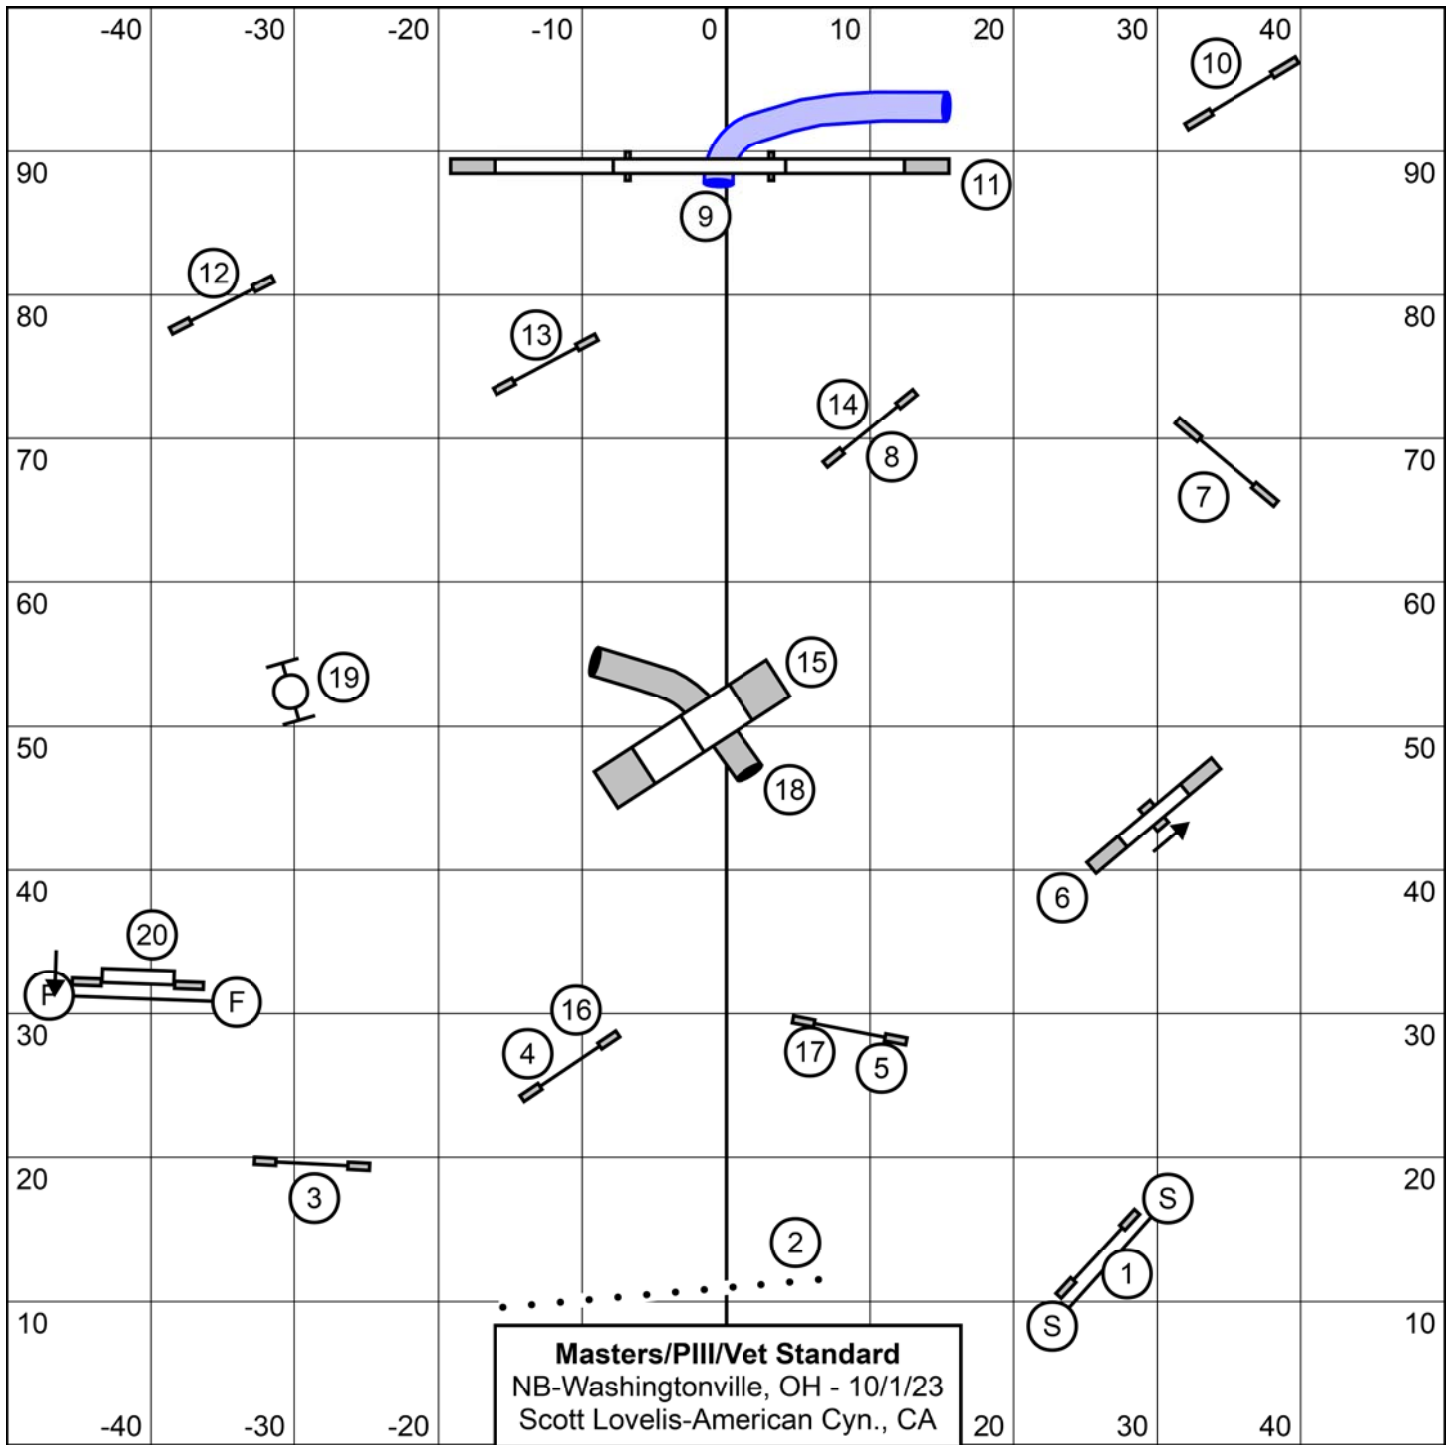 -40 -30 -20 -10 0 10 20 30 40
10
90 11 90
9
12
80 13 80
14
70 8 70
7
60 60
15
19
50 50
18
6
40 40
20
F F
16
30 4 17 5 30
20 3 S 20
2
1
10 S 10
Masters/PIII/Vet Standard
NB-Washingtonville, OH - 10/1/23
Scott Lovelis-American Cyn., CA
-40 -30 -20 20 30 40